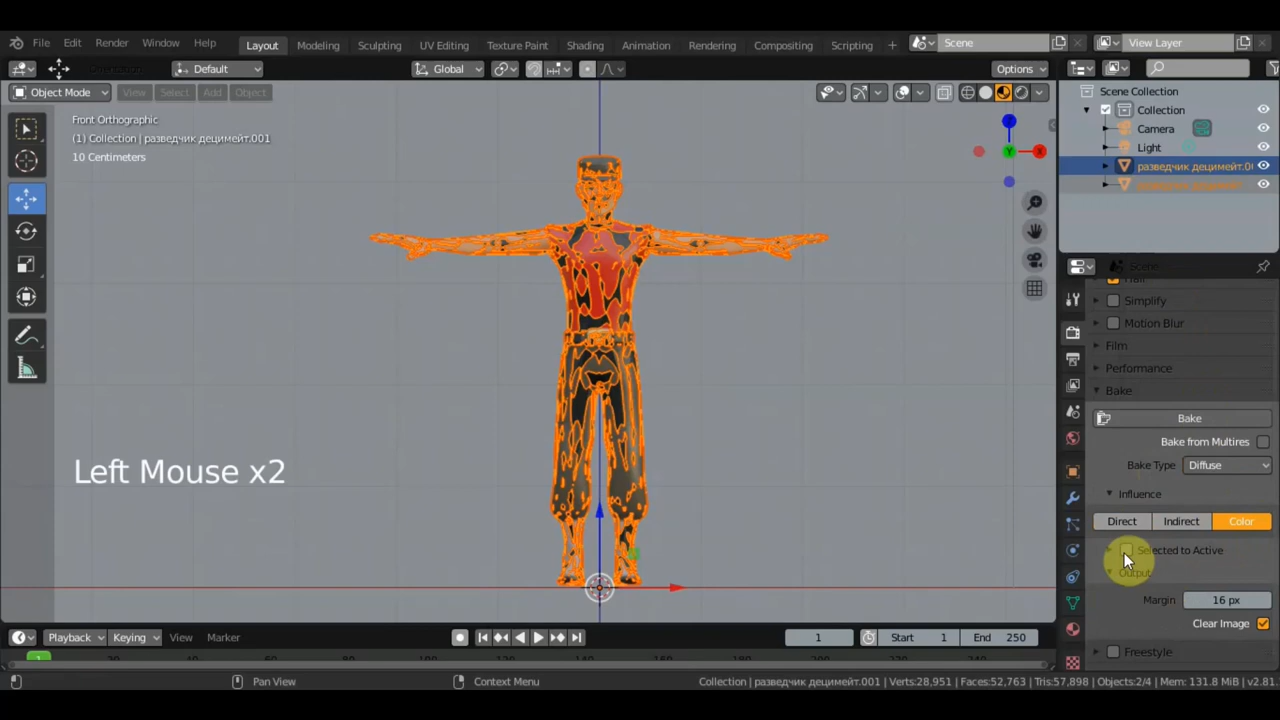 File Edit Render Window Help Layout Modeling Sculpting UV Editing Texture Paint Shading Animation Rendering Compositing Scripting + Scene View Layer
Default Global Options
Object Mode View Select Add Object
Scene Collection
Collection
Camera
Light
разведчик децимейт.0
Front Orthographic
(1) Collection | разведчик децимейт.001
10 Centimeters
Z
Y
X
Scene
Hair
Simplify
Motion Blur
Film
Performance
Bake
Bake
Bake from Multires
Bake Type Diffuse
Influence
Direct Indirect Color
Selected to Active
Output
Margin 16 px
Clear Image
Freestyle
Left Mouse x2
Playback Keying View Marker 1 Start 1 End 250
Pan View Context Menu Collection | разведчик децимейт.001 | Verts:28,951 | Faces:52,763 | Tris:57,898 | Objects:2/4 | Mem: 131.8 MiB | v2.81.